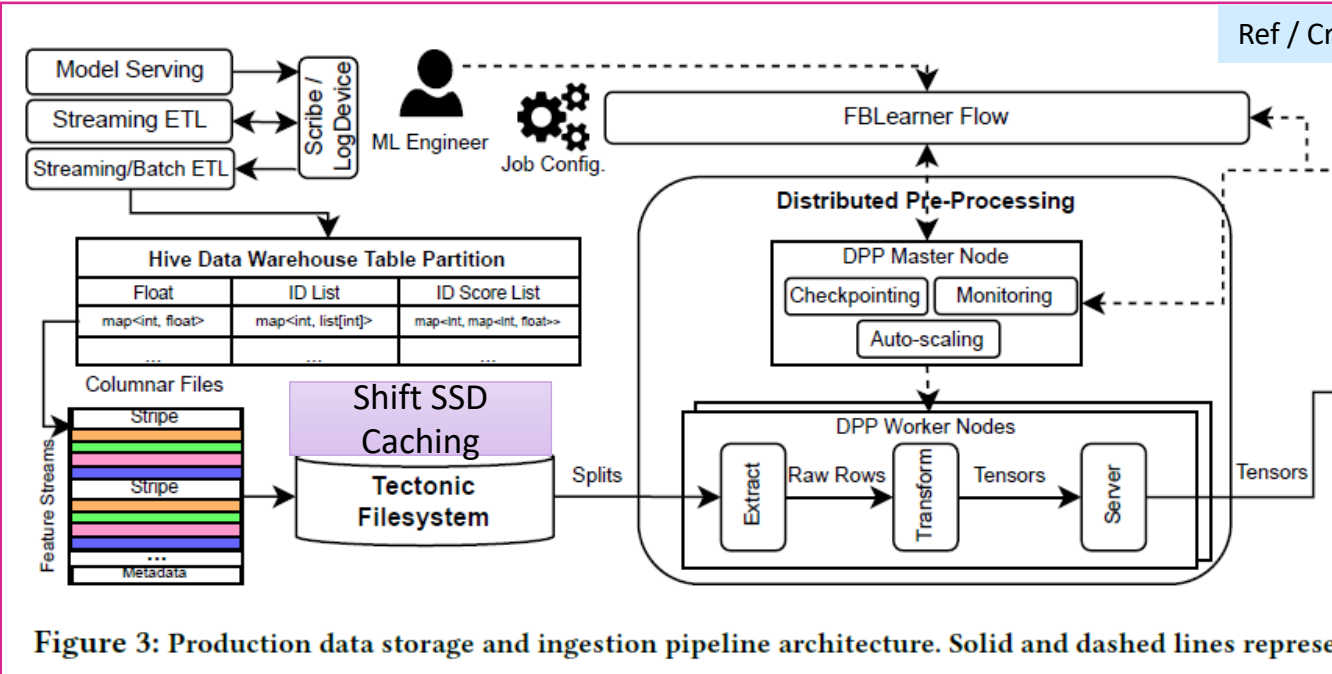 Ref / Cr
Model Serving
Streaming ETL
Streaming/Batch ETL
Scribe /
LogDevice
ML Engineer
Job Config.
FBLearner Flow
Distributed Pre-Processing
DPP Master Node
Checkpointing
Monitoring
Auto-scaling
Hive Data Warehouse Table Partition
Float
ID List
ID Score List
map<int, float>
map<int, list[int]>
map<int, map<int, float>>
...
...
...
Columnar Files
Feature Streams
Stripe
Stripe
...
Metadata
Shift SSD
Caching
Tectonic
Filesystem
Splits
DPP Worker Nodes
Extract
Raw Rows
Transform
Tensors
Server
Tensors
Figure 3: Production data storage and ingestion pipeline architecture. Solid and dashed lines represe